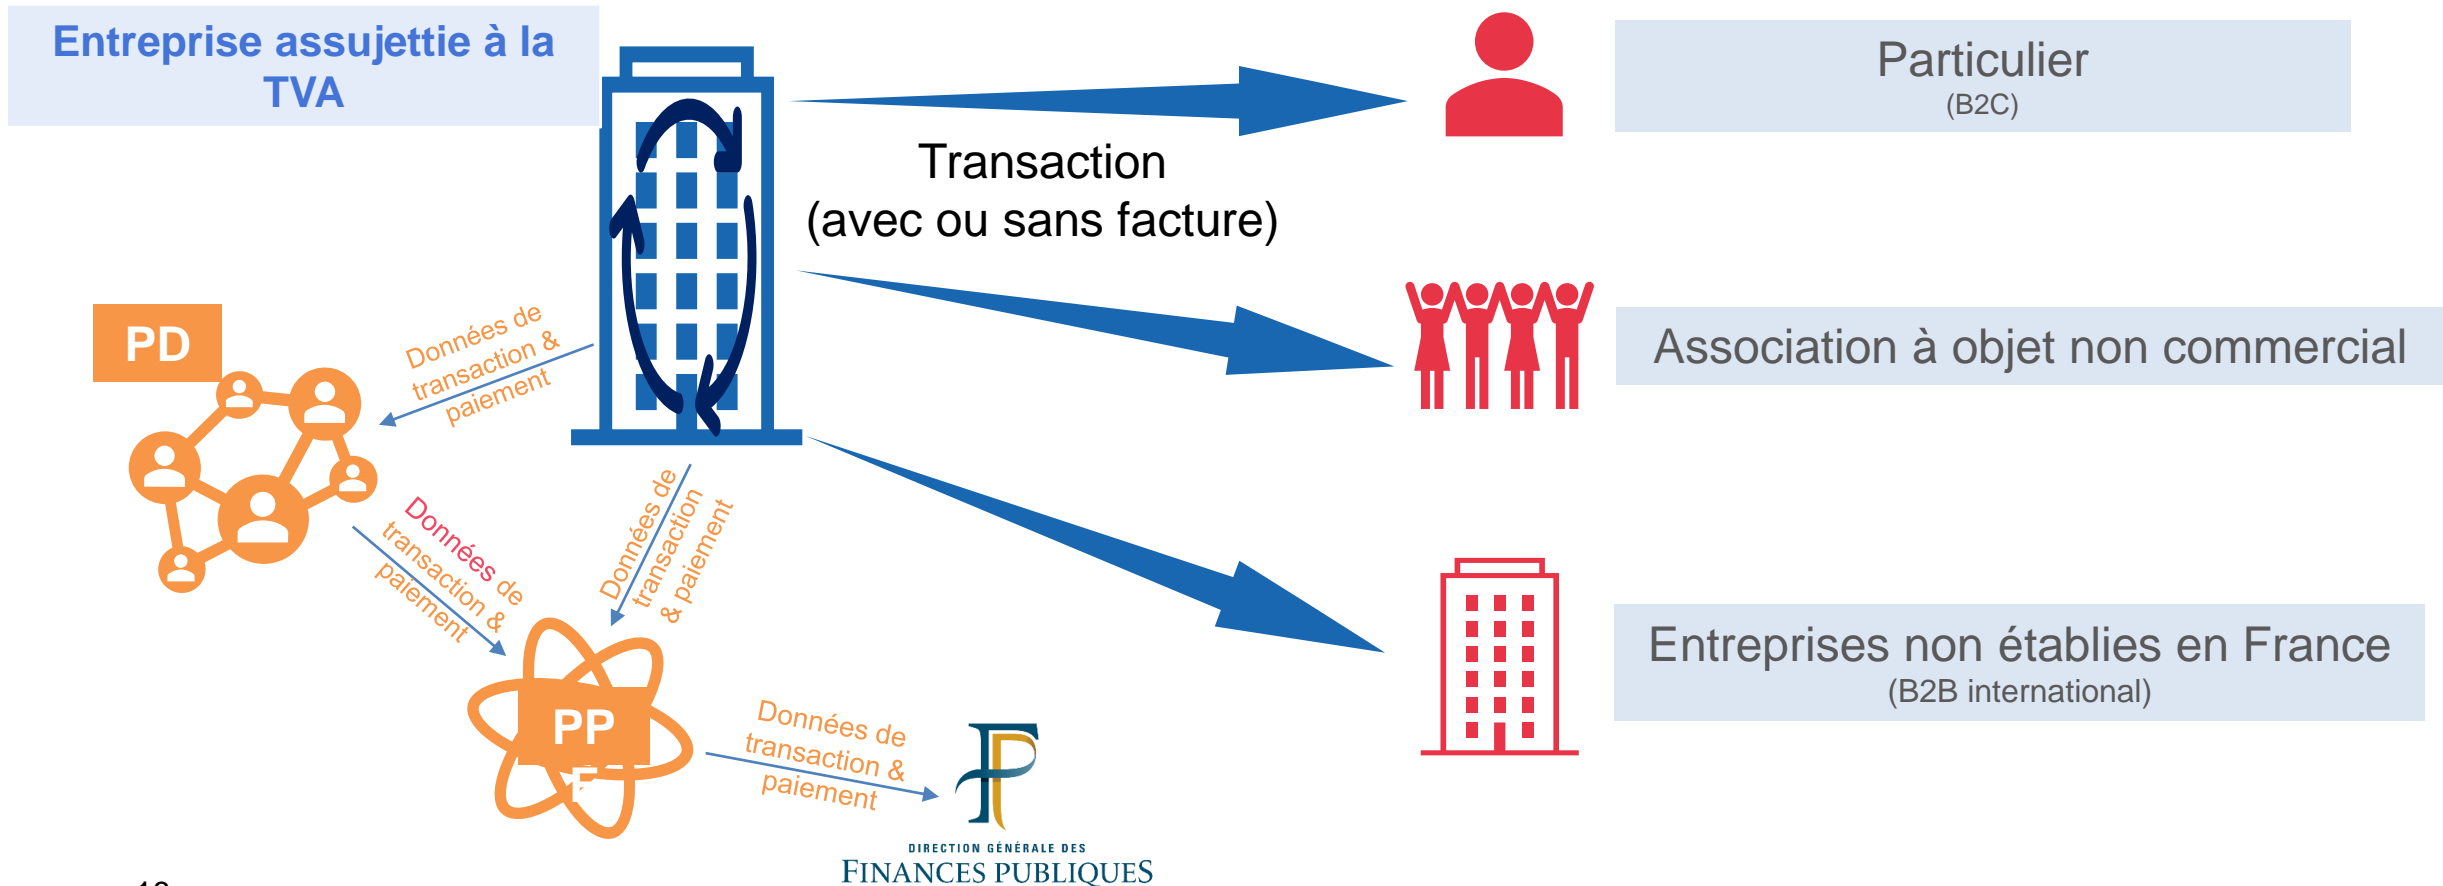 Entreprise assujettie à la
TVA
Particulier
(B2C)
Transaction
(avec ou sans facture)
Association à objet non commercial
PD
Données de
transaction &
paiement
Données de
transaction &
paiement
Données de
transaction
& paiement
Entreprises non établies en France
(B2B international)
PP
F
Données de
transaction &
paiement
DIRECTION GÉNÉRALE DES
FINANCES PUBLIQUES